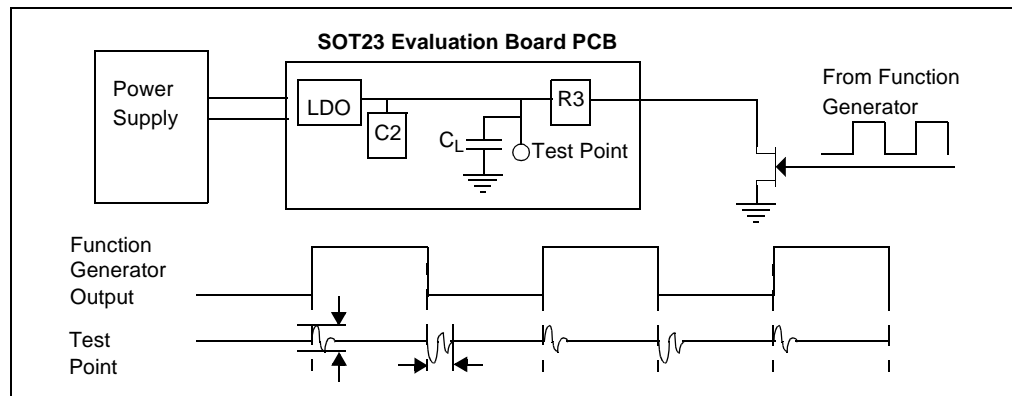 SOT23 Evaluation Board PCB
Power
Supply
LDO
C2
CL
Test Point
R3
From Function
Generator
Function
Generator
Output
Test
Point